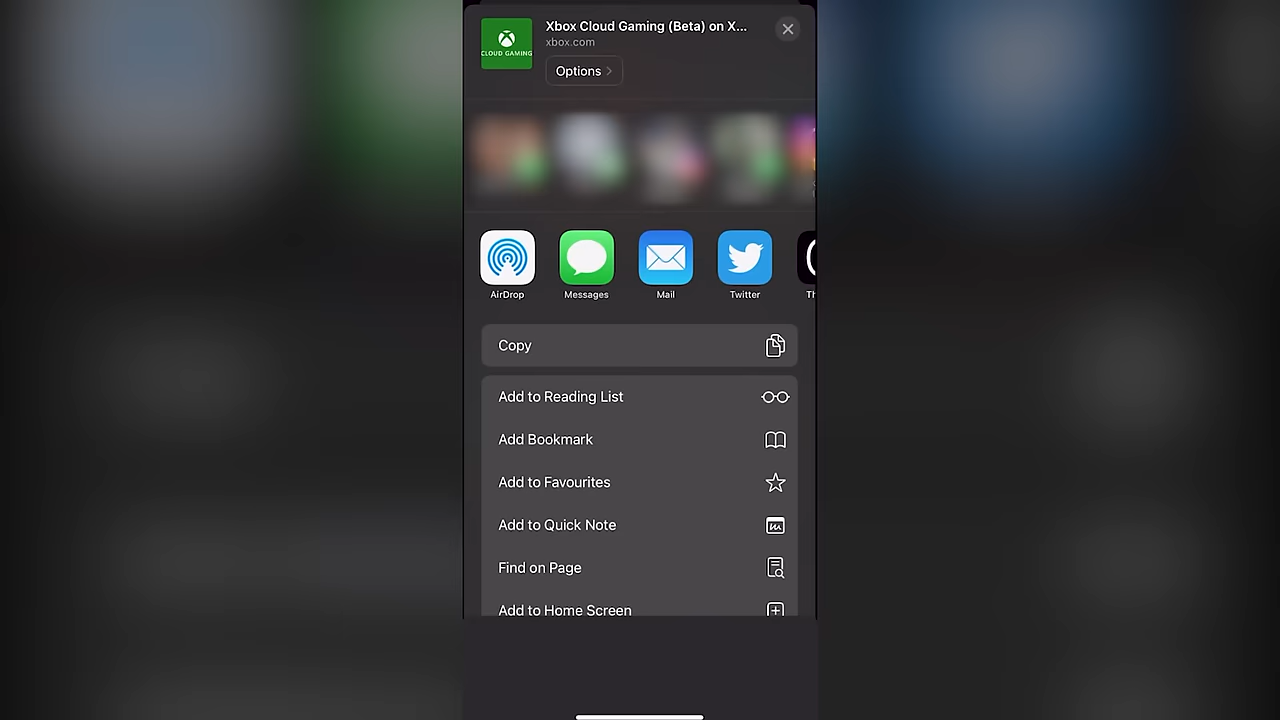 Xbox Cloud Gaming (Beta) on X...
xbox.com
CLOUD GAMING
Options
AirDrop
Messages
Mail
Twitter
Th
Copy
Add to Reading List
Add Bookmark
Add to Favourites
Add to Quick Note
Find on Page
Add to Home Screen